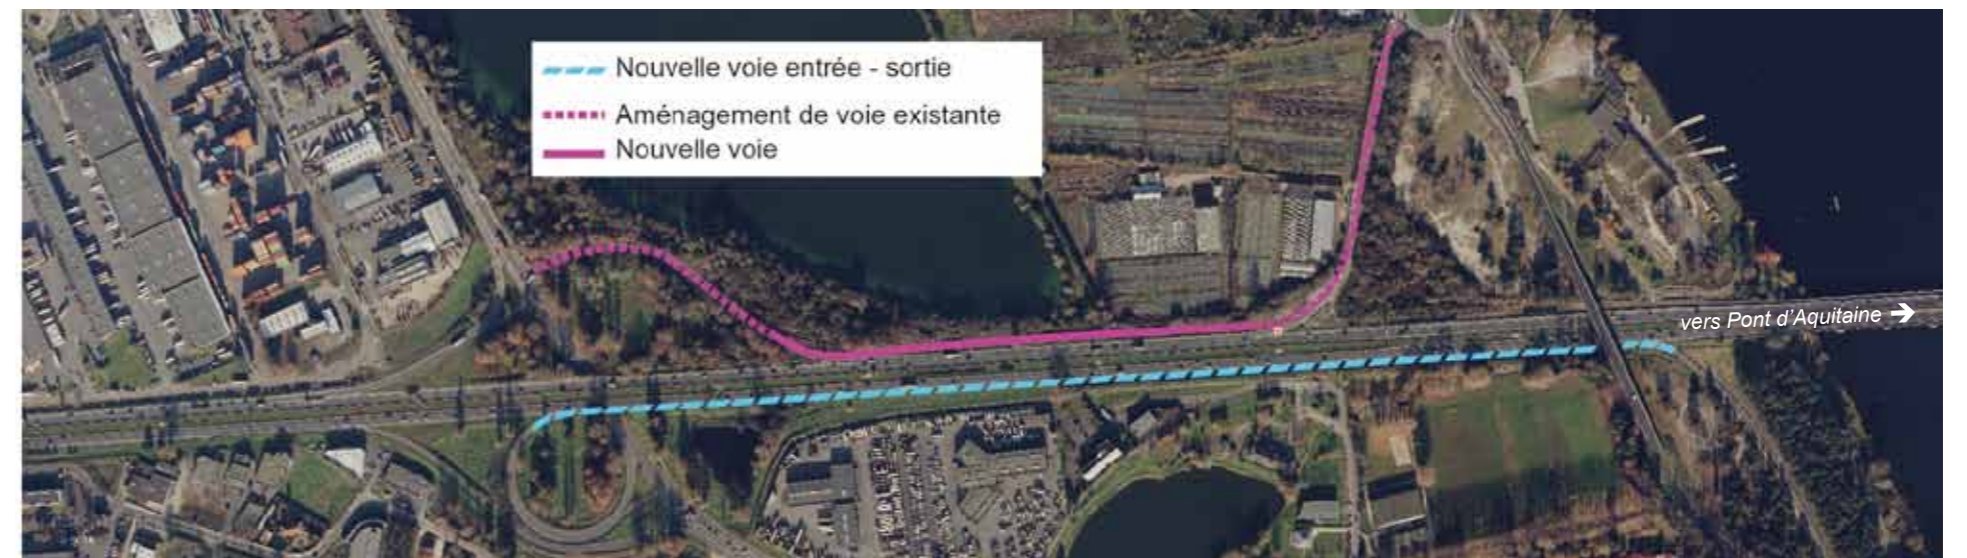 Nouvelle voie entrée - sortie
Aménagement de voie existante
Nouvelle voie
vers Pont d'Aquitaine ➔